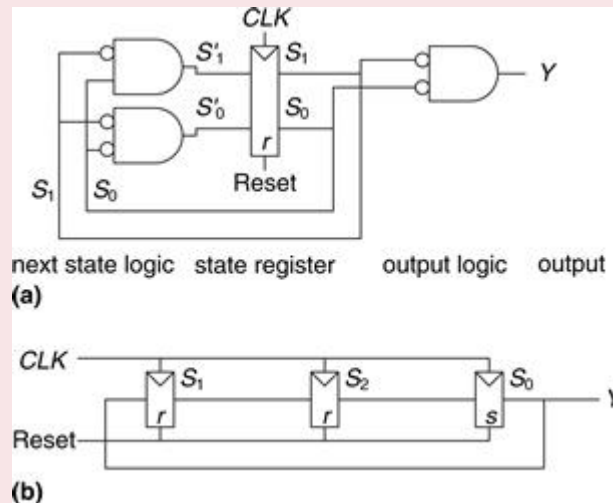 CLK
S'1 S1
Y
S'0 S0
r
Reset
S1 S0
next state logic state register output logic output
(a)
CLK
S1 S2 S0
Y
r r s
Reset
(b)